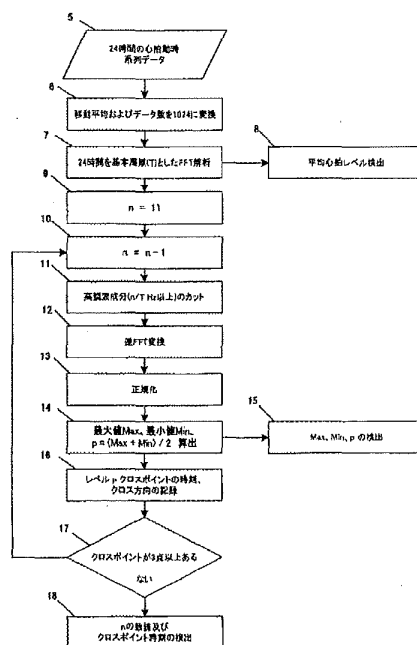 5
24時間の心拍動時
系列データ
6
移動平均およびデータ数を1024に変換
7
24時間を基本周期(T)としたFFT解析
8
平均心拍レベル検出
9
n = 11
10
n = n-1
11
高調波成分(n/T Hz以上)のカット
12
逆FFT変換
13
正規化
14
最大値Max、最小値Min、
p = (Max + Min) / 2 算出
15
Max、Min、p の検出
16
レベル p クロスポイントの時刻、
クロス方向の記録
17
クロスポイントが3点以上ある
ない
18
nの数値及び
クロスポイント時刻の検出